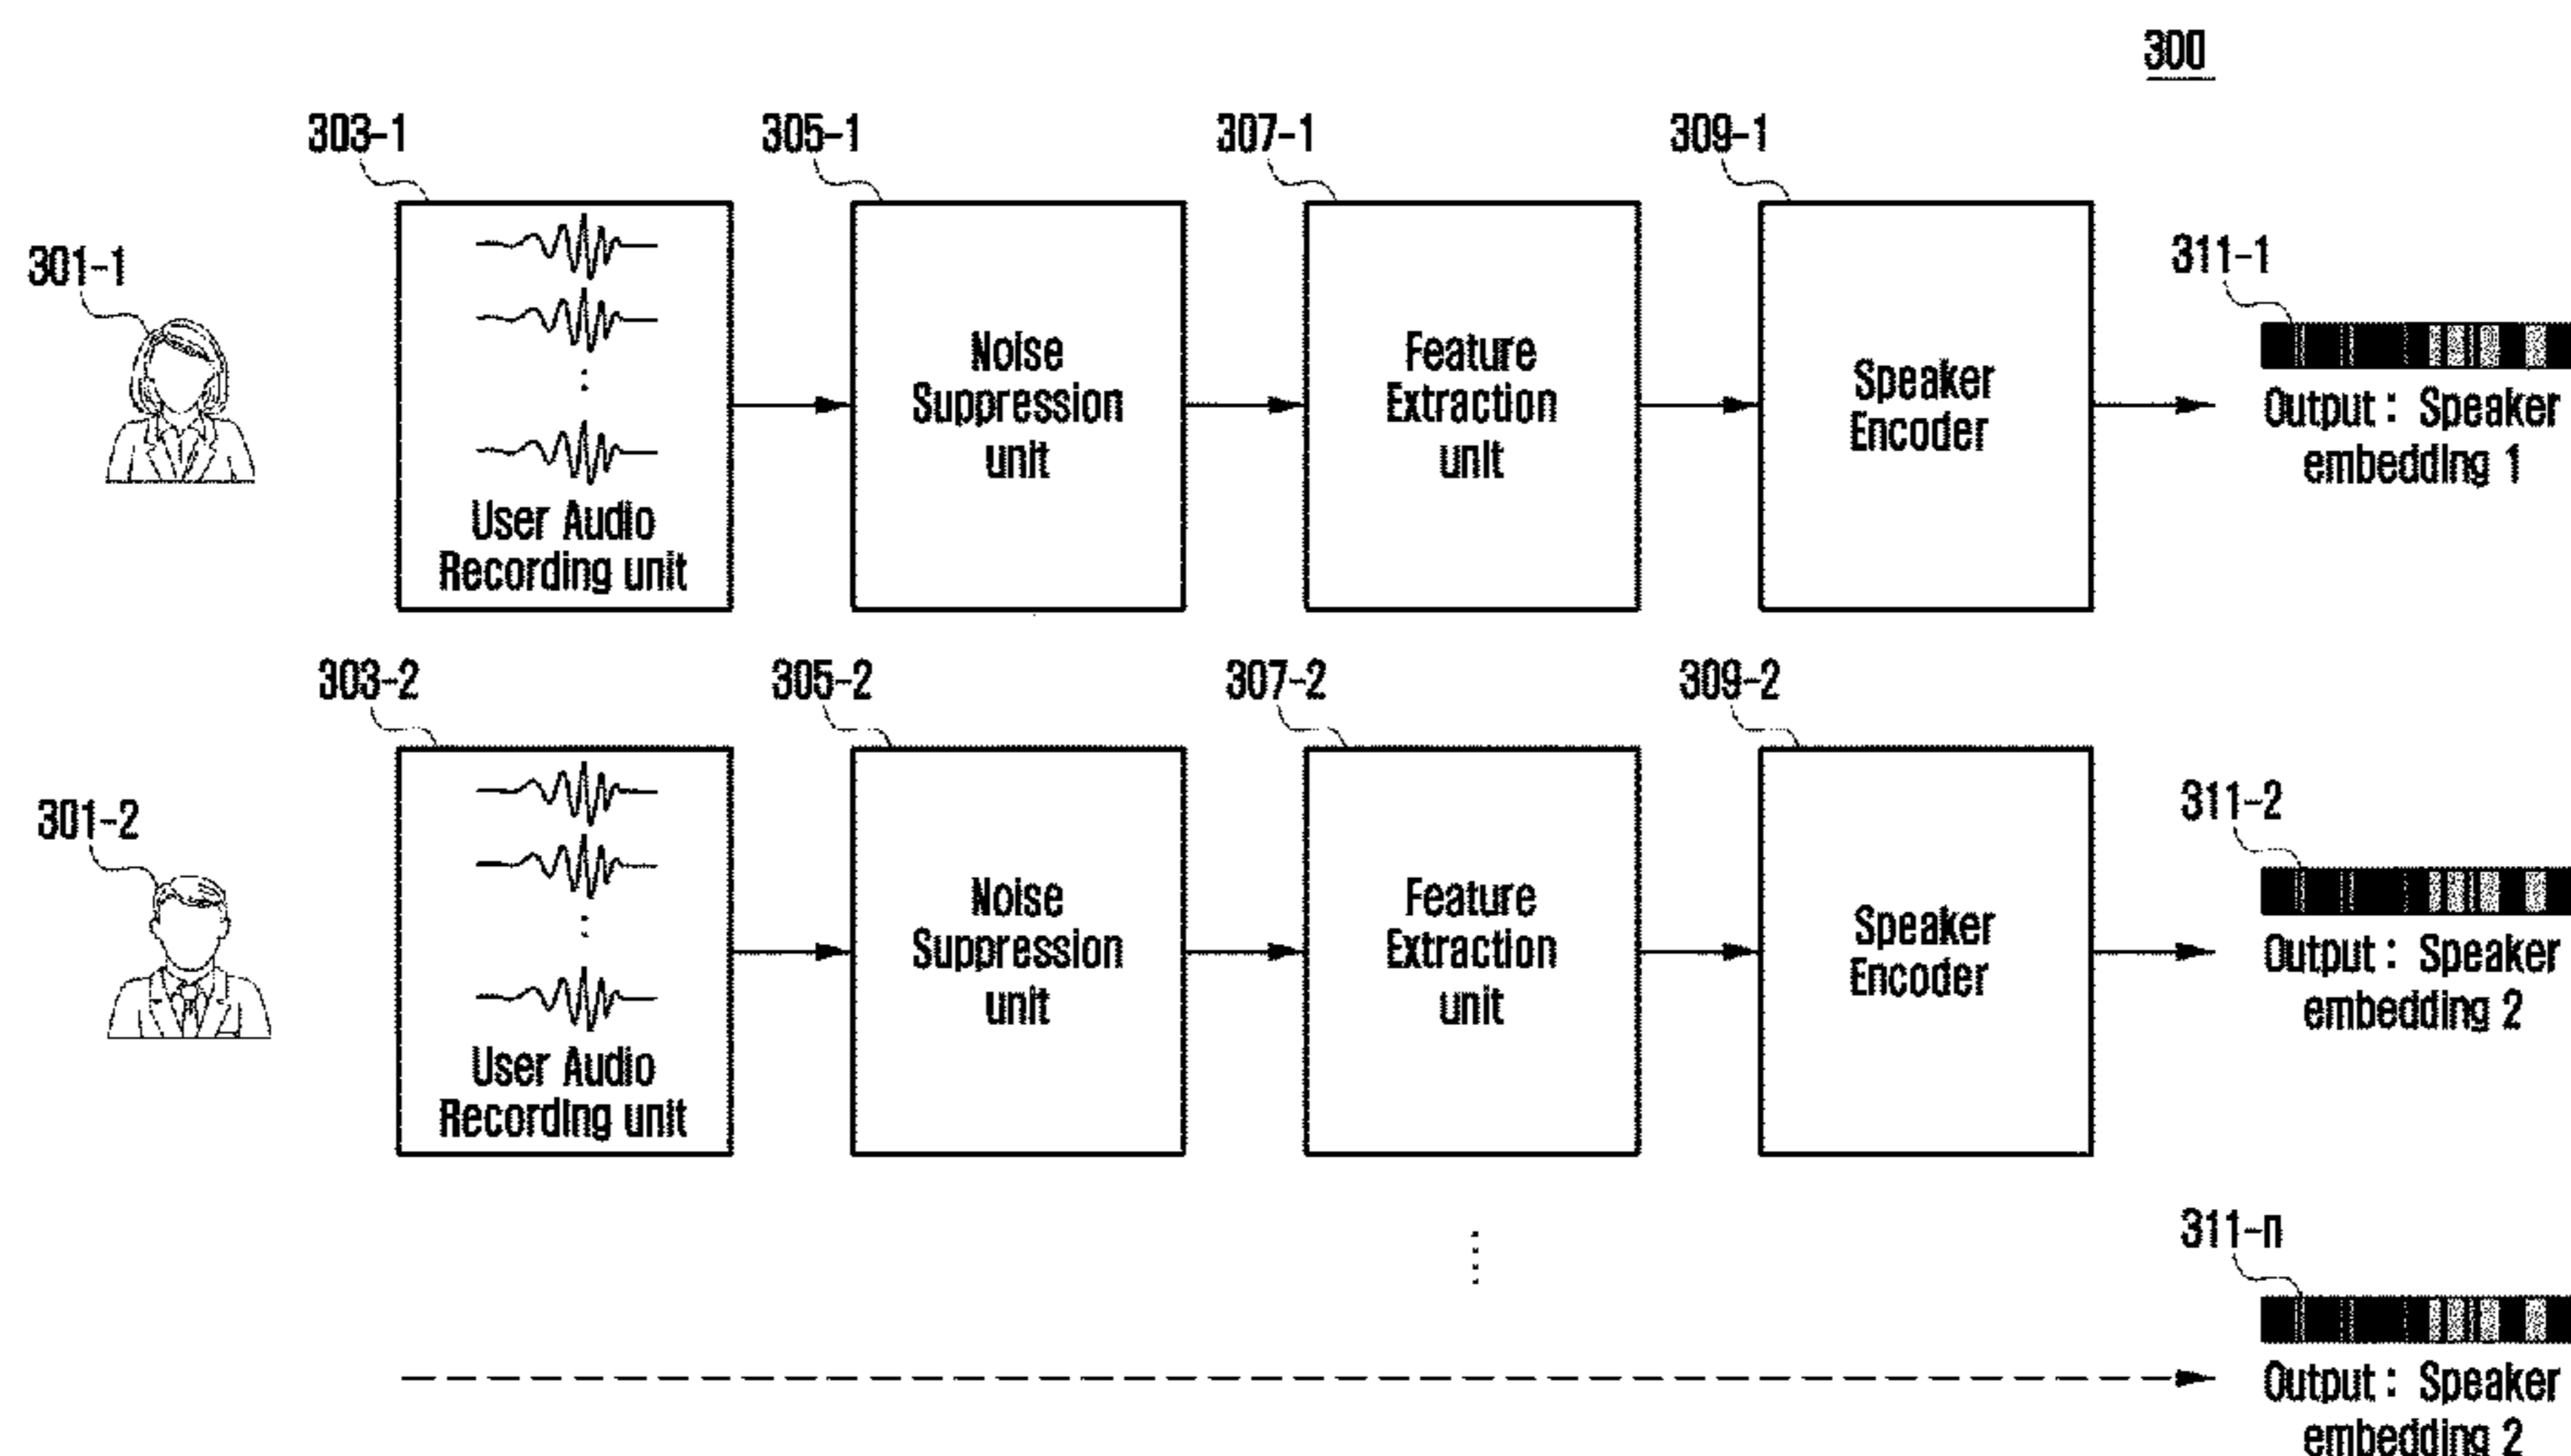 300
303-1
305-1
307-1
309-1
301-1
311-1
User Audio
Recording unit
Noise
Suppression
unit
Feature
Extraction
unit
Speaker
Encoder
Output : Speaker
embedding 1
303-2
305-2
307-2
309-2
301-2
311-2
User Audio
Recording unit
Noise
Suppression
unit
Feature
Extraction
unit
Speaker
Encoder
Output : Speaker
embedding 2
311-n
Output : Speaker
embedding 2